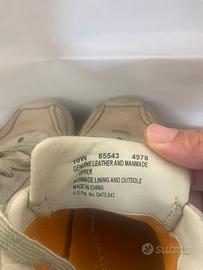 10W 65543 4978
GENUINE LEATHER AND MANMADE
UPPER
MANMADE LINING AND OUTSOLE
MADE IN CHINA
U.S Pat. No. D475,843
subito